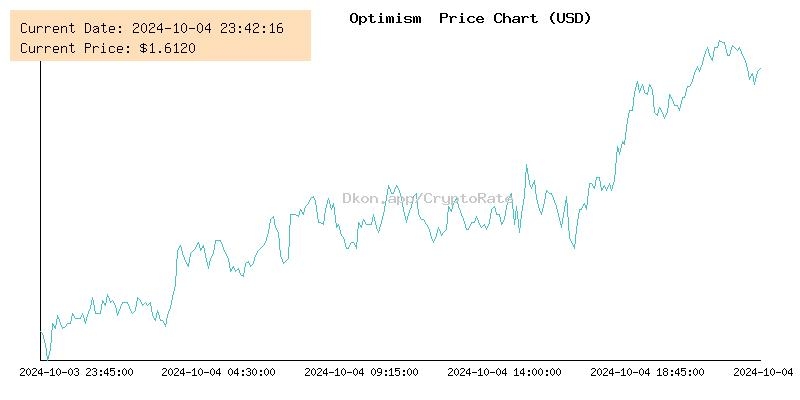 Optimism  Price Chart (USD)
Current Date: 2024-10-04 23:42:16
Current Price: $1.6120
Dkon.app/CryptoRate
2024-10-03 23:45:00 2024-10-04 04:30:00 2024-10-04 09:15:00 2024-10-04 14:00:00 2024-10-04 18:45:00 2024-10-04